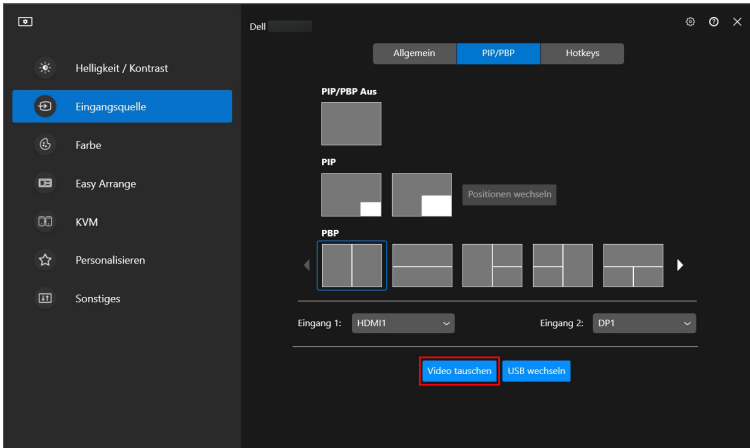 Dell
Allgemein PIP/PBP Hotkeys
Helligkeit / Kontrast
Eingangsquelle
Farbe
Easy Arrange
KVM
Personalisieren
Sonstiges
PIP/PBP Aus
PIP
Positionen wechseln
PBP
Eingang 1: HDMI1 Eingang 2: DP1
Video tauschen USB wechseln